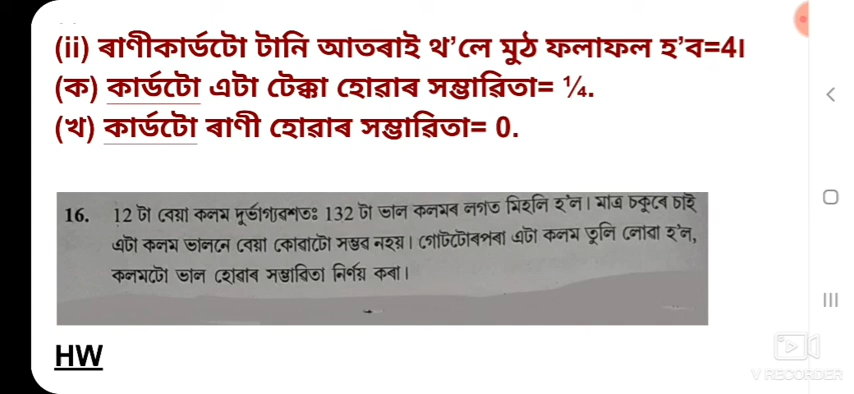 (ii) ৰাণীকাৰ্ডটো টানি আতৰাই থ’লে মুঠ ফলাফল হ’ব=4।
(ক) কাৰ্ডটো এটা টেক্কা হোৱাৰ সম্ভাৱিতা= ¼.
(খ) কাৰ্ডটো ৰাণী হোৱাৰ সম্ভাৱিতা= 0.
16. 12 টা বেয়া কলম দুৰ্ভাগ্যৱশতঃ 132 টা ভাল কলমৰ লগত মিহলি হ'ল। মাত্ৰ চকুৰে চাই
এটা কলম ভালনে বেয়া কোৱাটো সম্ভৱ নহয়। গোটটোৰপৰা এটা কলম তুলি লোৱা হ'ল,
কলমটো ভাল হোৱাৰ সম্ভাৱিতা নিৰ্ণয় কৰা।
HW
V RECORDER